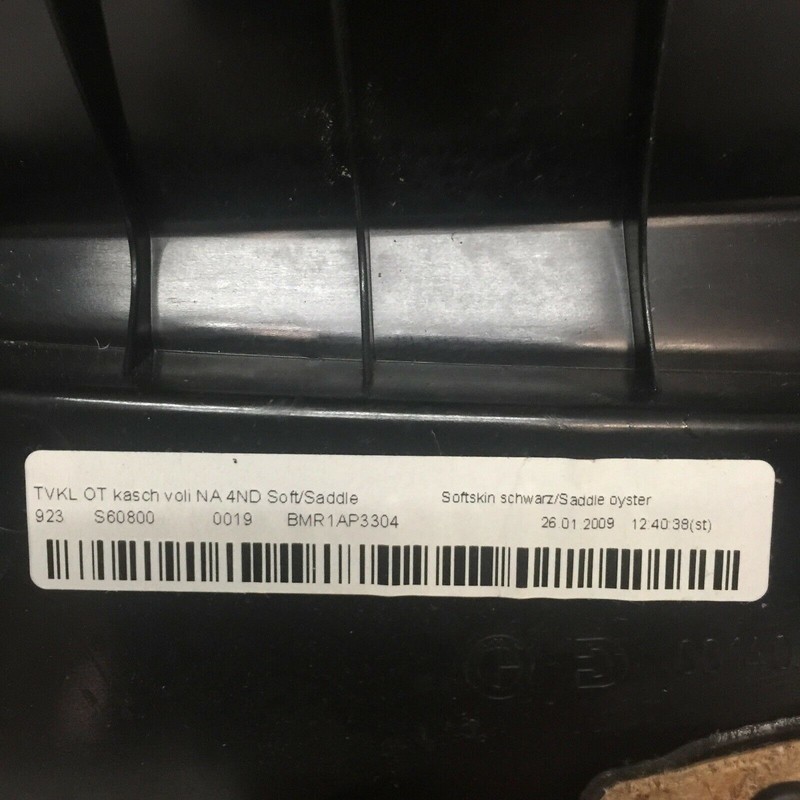 TVKL OT kasch voli NA 4ND Soft/Saddle Softskin schwarz/Saddle oyster
923 S60800 0019 BMR1AP3304 26 01 2009 12 40:38(st)